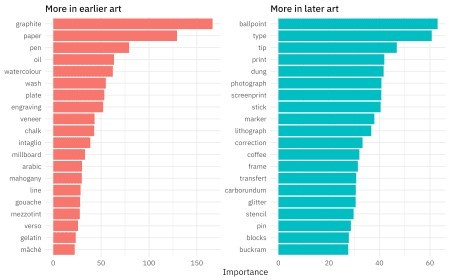 More in earlier art
graphite
paper
pen
oil
watercolour
wash
plate
engraving
veneer
chalk
intaglio
millboard
arabic
mahogany
line
gouache
mezzotint
verso
gelatin
mâché
0 50 100 150
More in later art
ballpoint
type
tip
print
dung
photograph
screenprint
stick
marker
lithograph
correction
coffee
frame
transfert
carborundum
glitter
stencil
pin
blocks
buckram
0 20 40 60
Importance